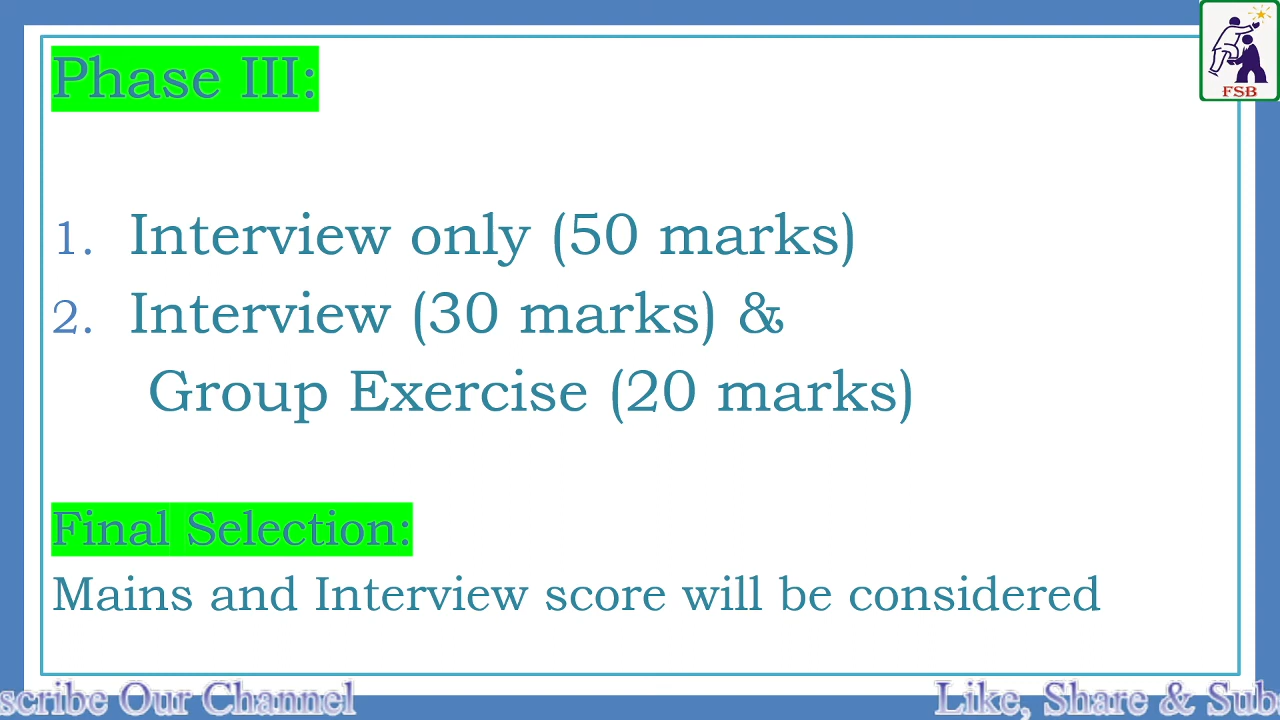 FSB
Phase III:
1. Interview only (50 marks)
2. Interview (30 marks) &
Group Exercise (20 marks)
Final Selection:
Mains and Interview score will be considered
scribe Our Channel
Like, Share & Subs